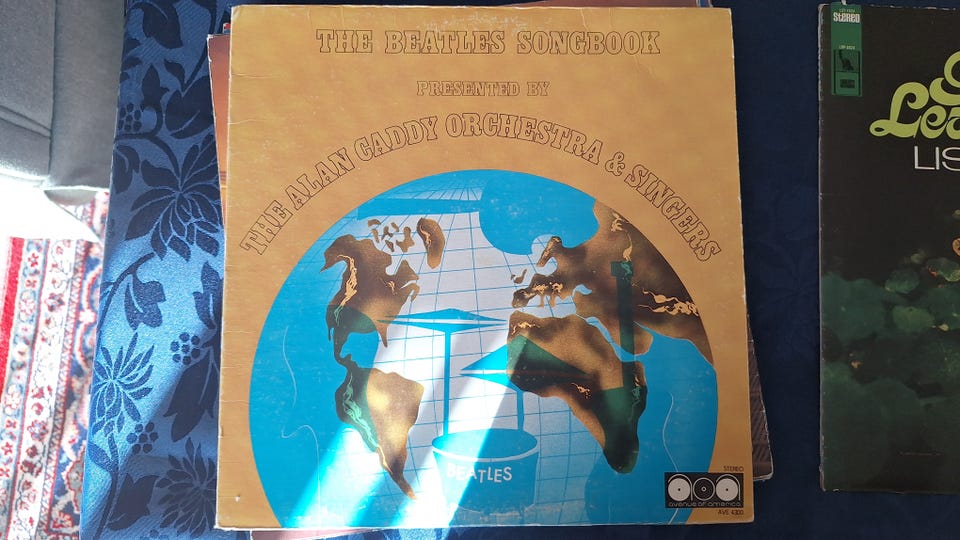 THE BEATLES SONGBOOK
PRESENTED BY
THE ALAN CADDY ORCHESTRA & SINGERS
BEATLES
STEREO
avenue of america
AVE 4300
STEREO
LIS